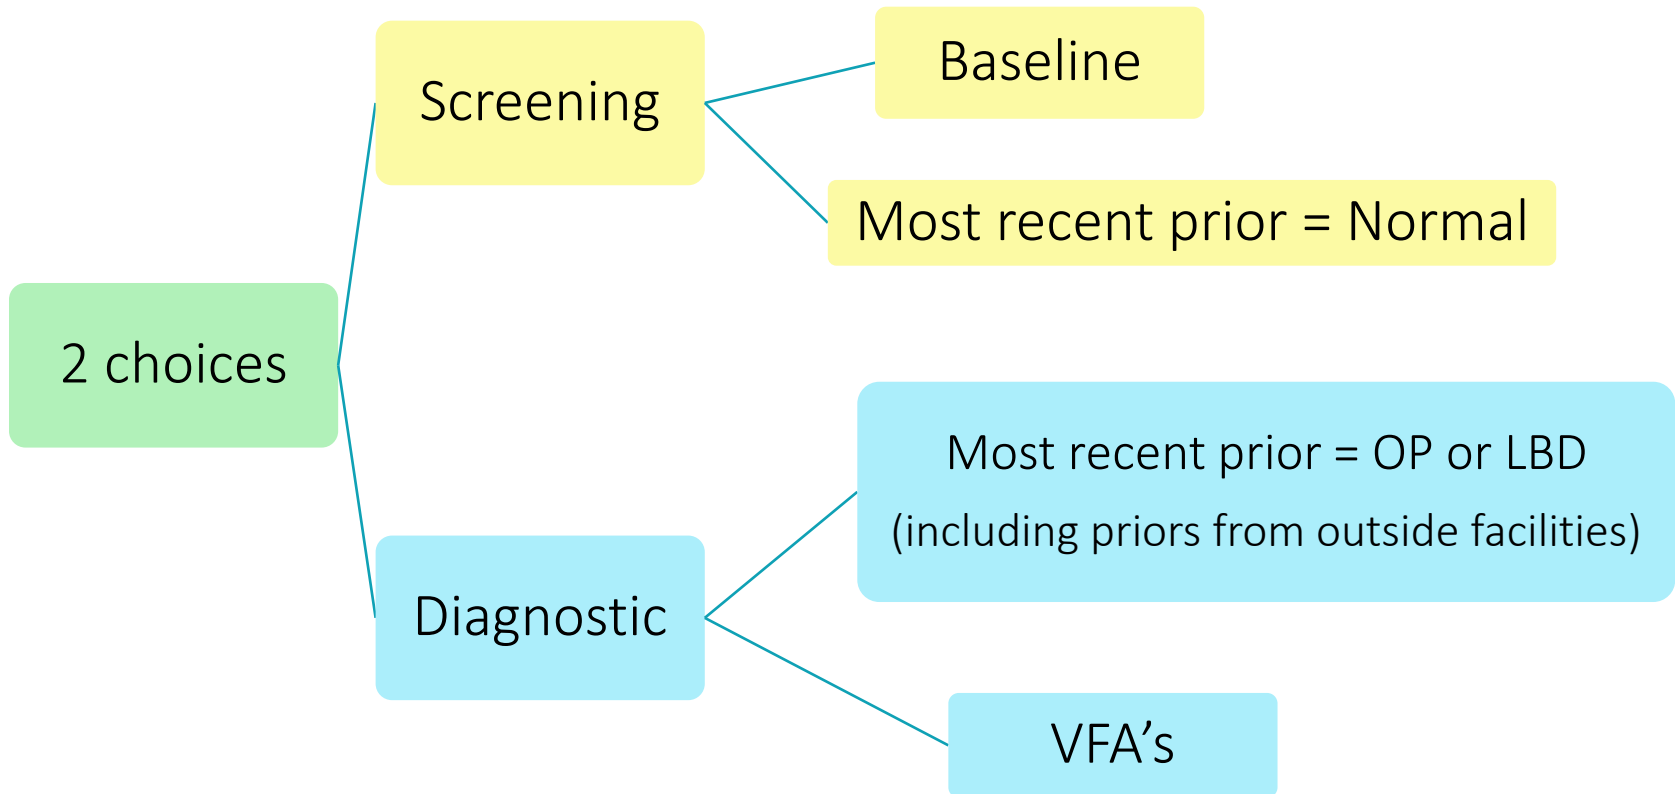 2 choices
Screening
Baseline
Most recent prior = Normal
Diagnostic
Most recent prior = OP or LBD
(including priors from outside facilities)
VFA’s